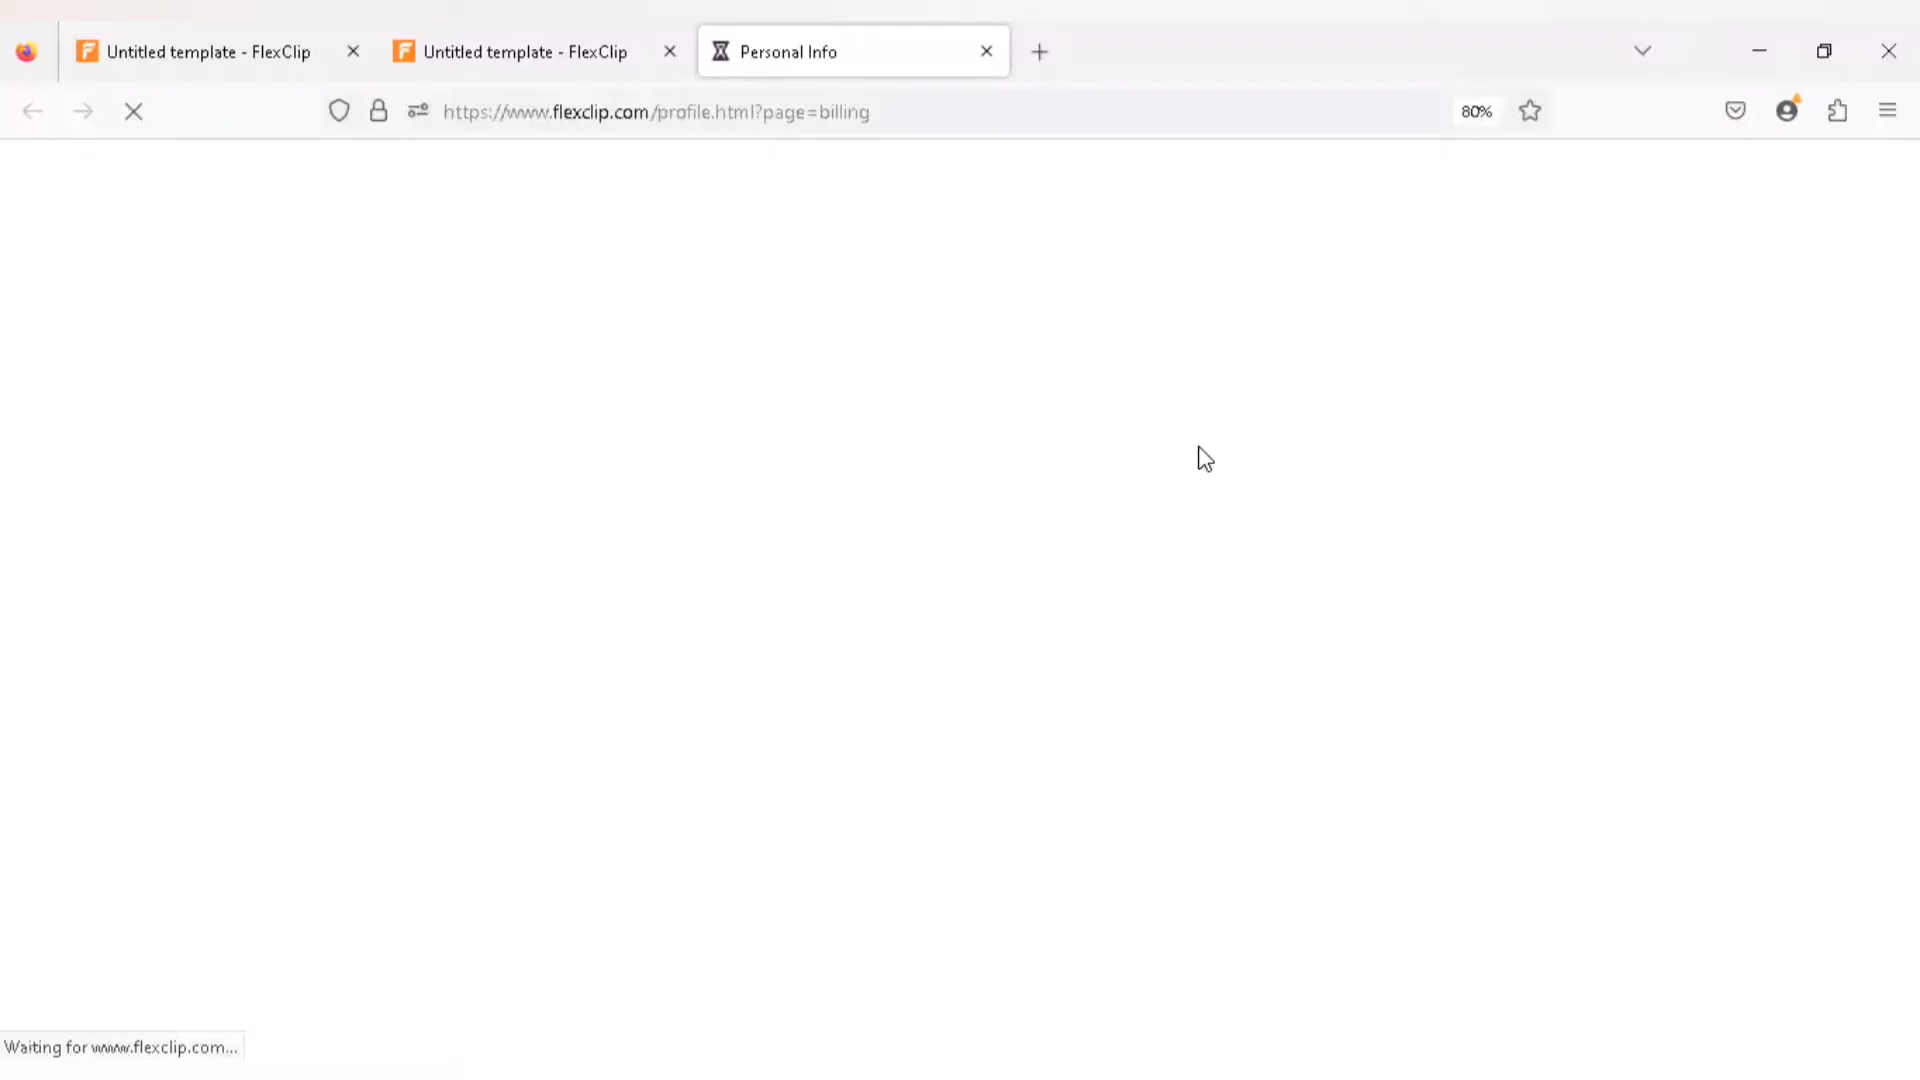 Untitled template - FlexClip
Untitled template - FlexClip
Personal Info
https://www.flexclip.com/profile.html?page=billing
80%
Waiting for www.flexclip.com...